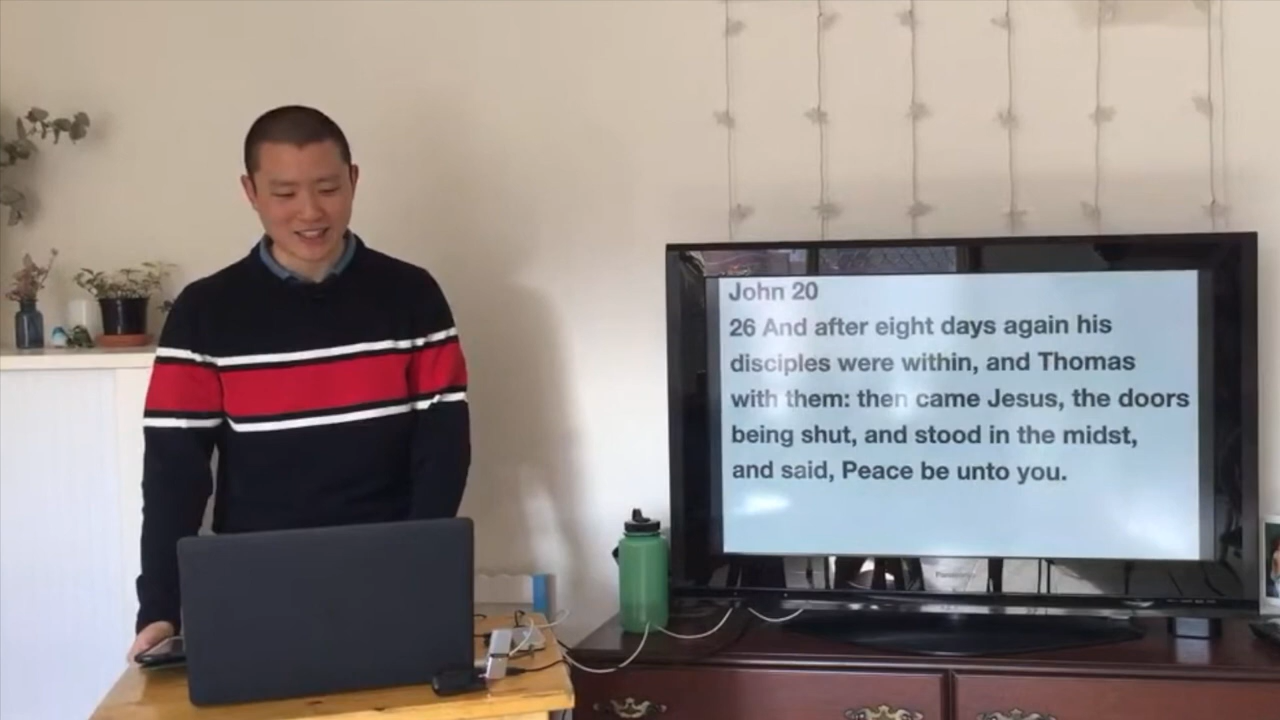 John 20
26 And after eight days again his
disciples were within, and Thomas
with them: then came Jesus, the doors
being shut, and stood in the midst,
and said, Peace be unto you.
Panasonic